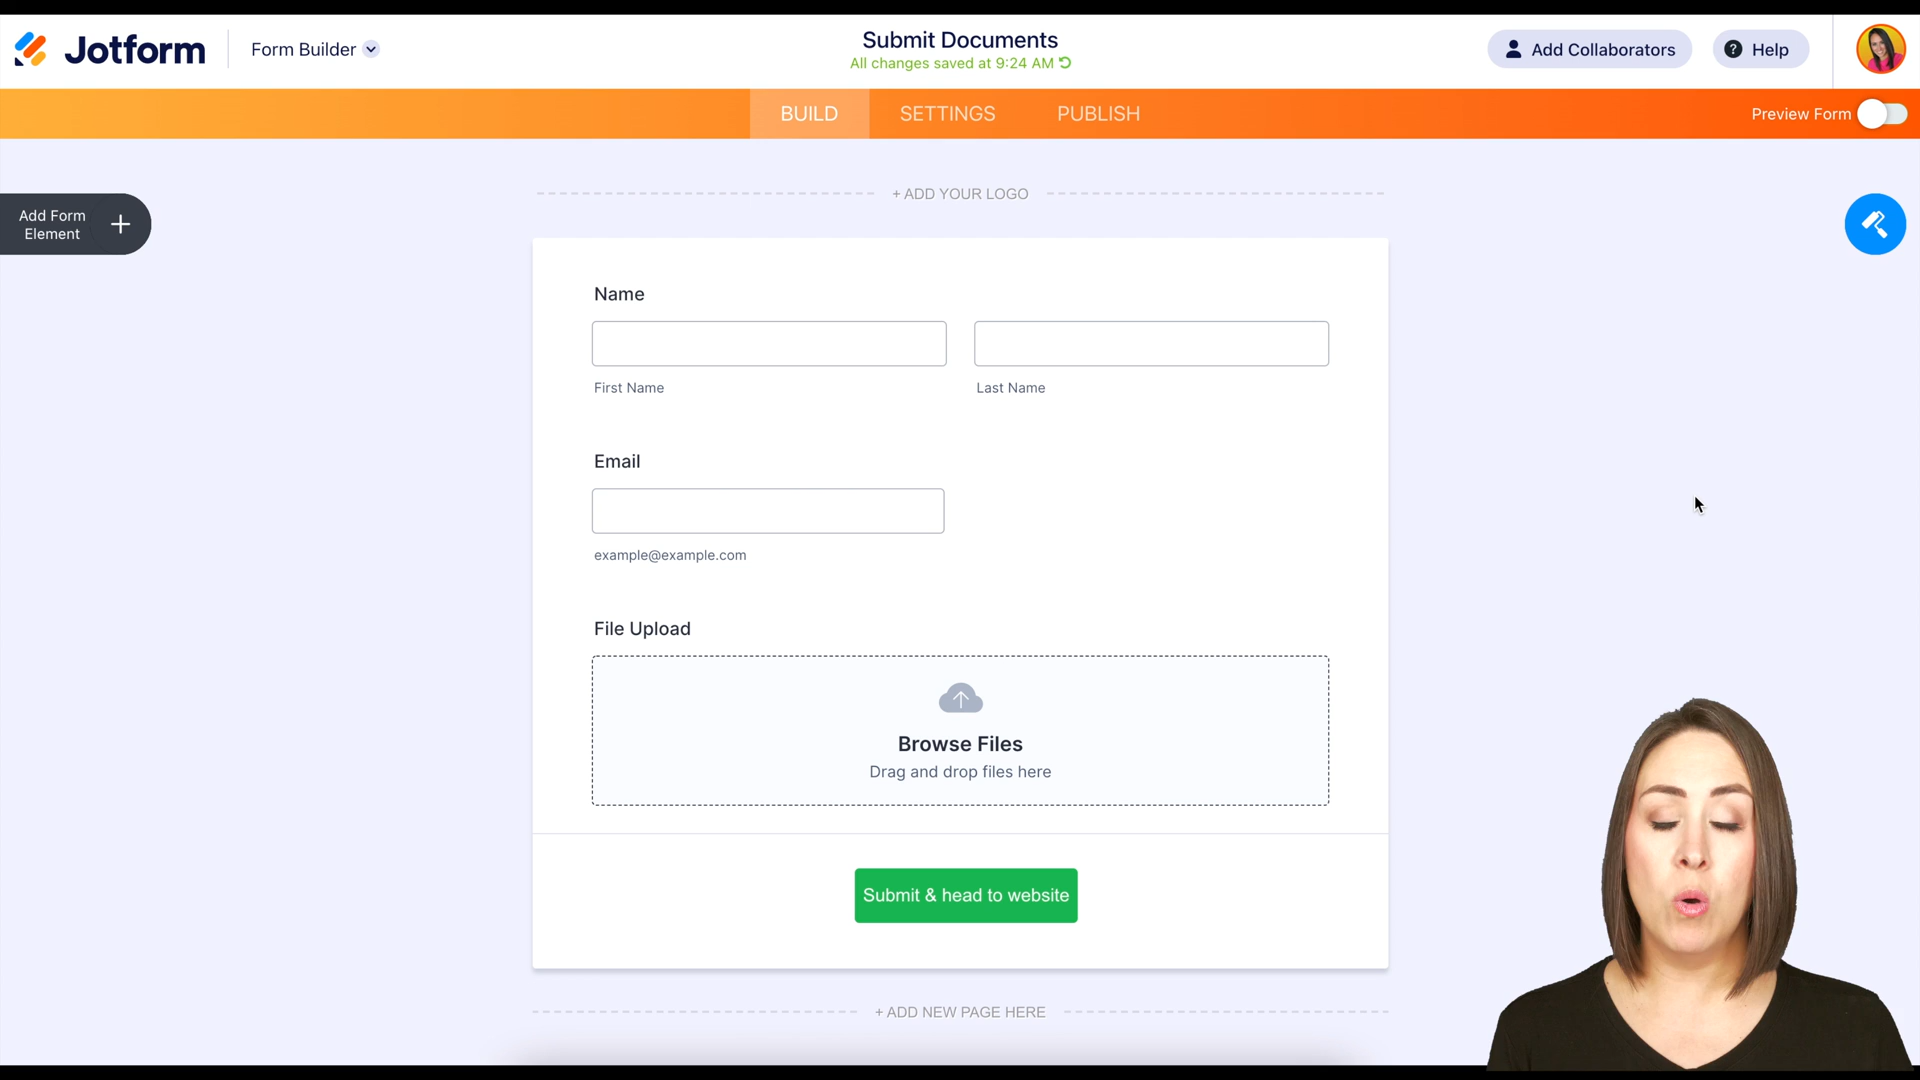 Jotform
Form Builder
Submit Documents
All changes saved at 9:24 AM
Add Collaborators
? Help
BUILD
SETTINGS
PUBLISH
Preview Form
+ ADD YOUR LOGO
Add Form
Element
Name
First Name
Last Name
Email
example@example.com
File Upload
Browse Files
Drag and drop files here
Submit & head to website
+ ADD NEW PAGE HERE